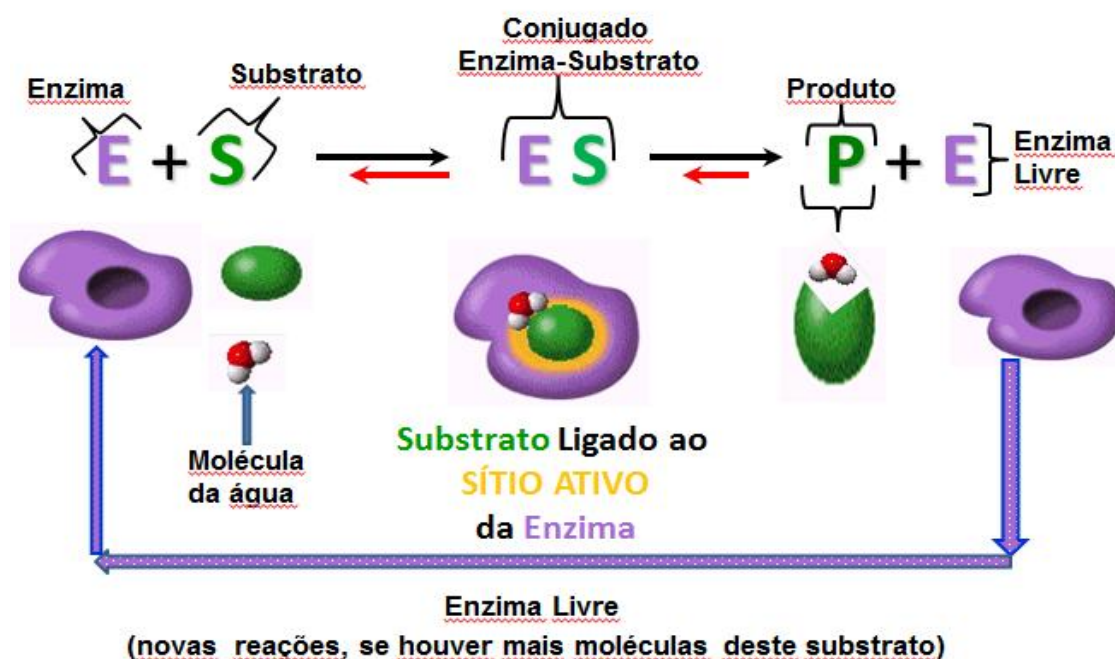 Conjugado
Enzima-Substrato
Enzima
Substrato
Produto
E + S
E S
P + E
Enzima
Livre
Molécula
da água
Substrato Ligado ao
SÍTIO ATIVO
da Enzima
Enzima Livre
(novas reações, se houver mais moléculas deste substrato)